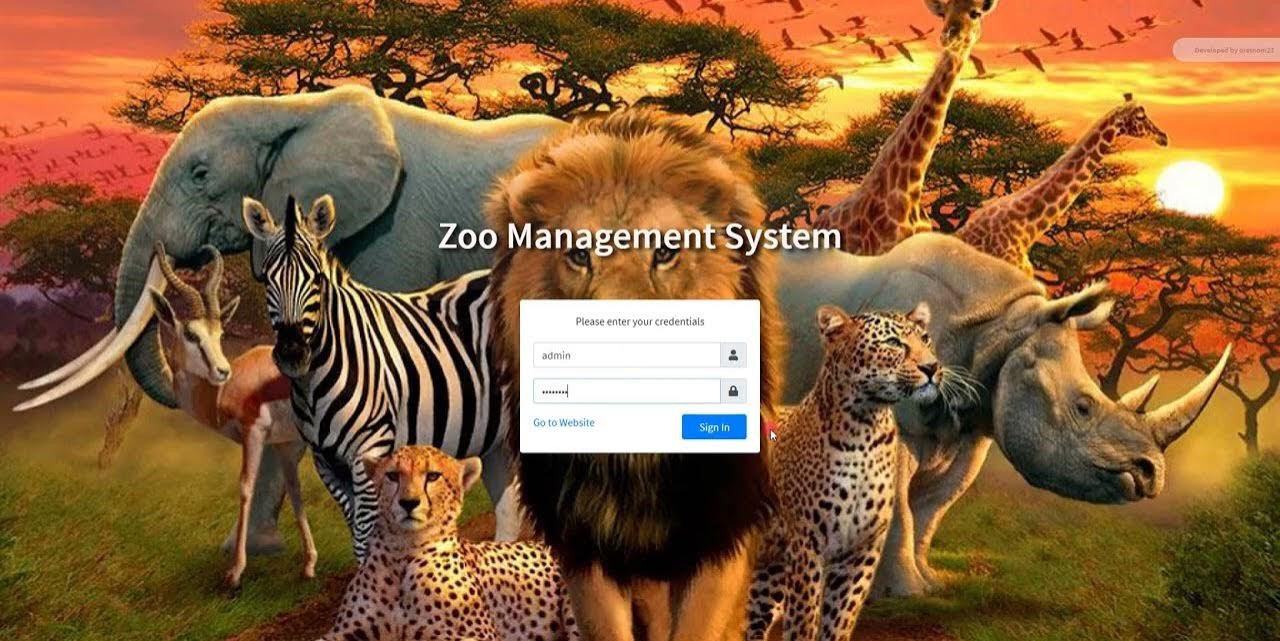 Developed by oretnom23
Zoo Management System
Please enter your credentials
admin
••••••••
Go to Website
Sign In